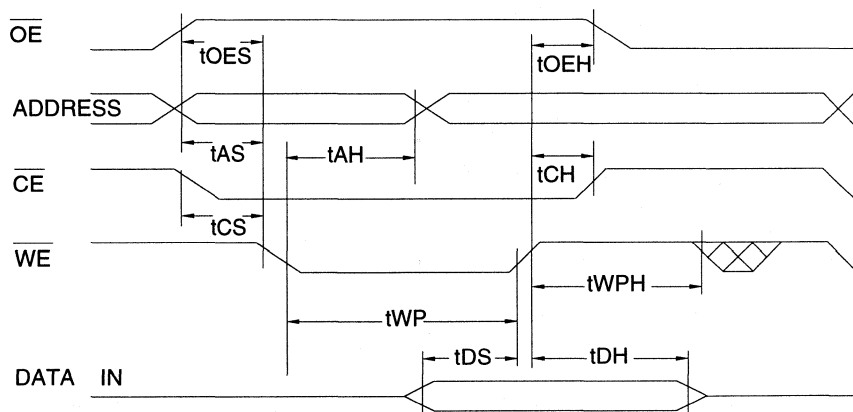 OE
tOES
tOEH
ADDRESS
tAS
tAH
tCH
CE
tCS
WE
tWPH
tWP
tDS
tDH
DATA IN